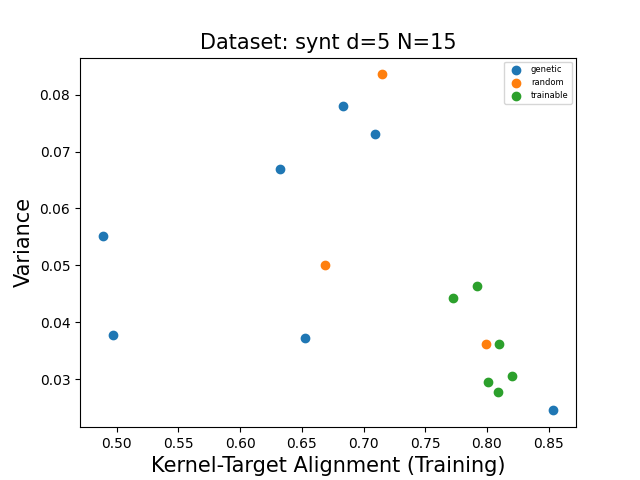 Dataset: synt d=5 N=15
genetic
random
trainable
Variance
0.08
0.07
0.06
0.05
0.04
0.03
0.50 0.55 0.60 0.65 0.70 0.75 0.80 0.85
Kernel-Target Alignment (Training)